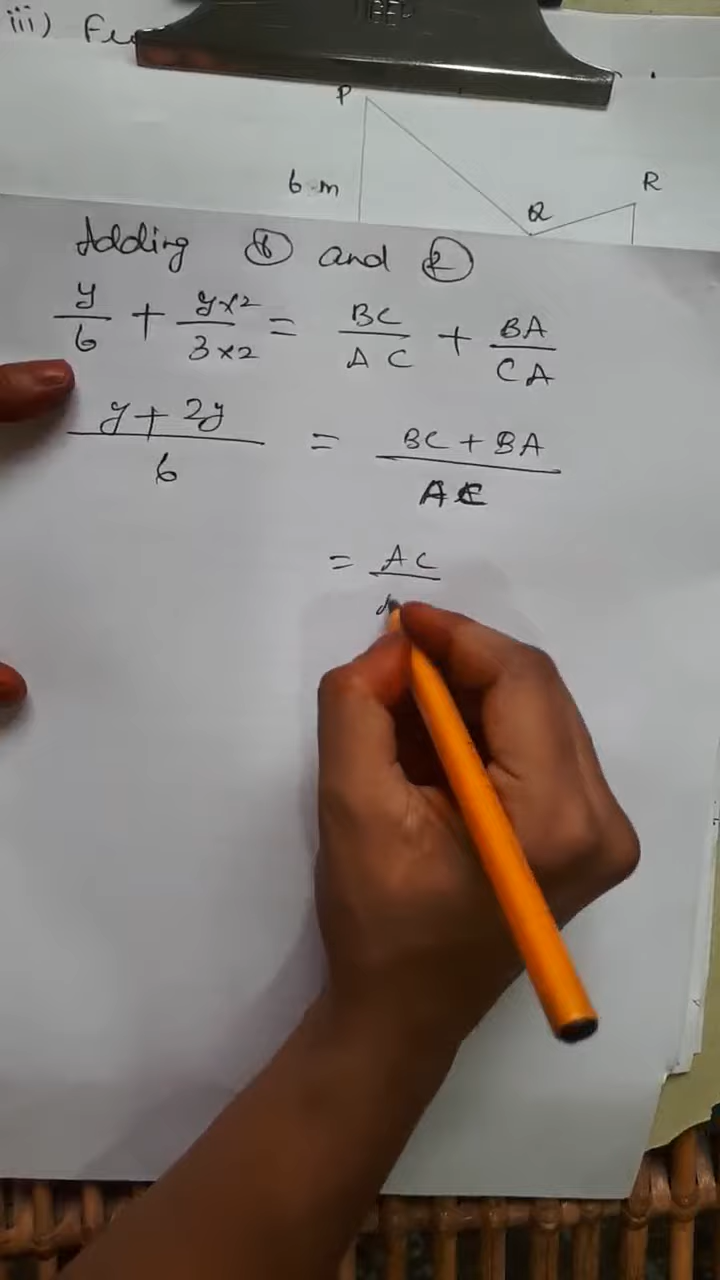 iii)
P
6 m
R
Q
Adding ① and ②
y/6 + y×2/3×2 = BC/AC + BA/CA
y + 2y/6 = BC + BA/AC
= AC/